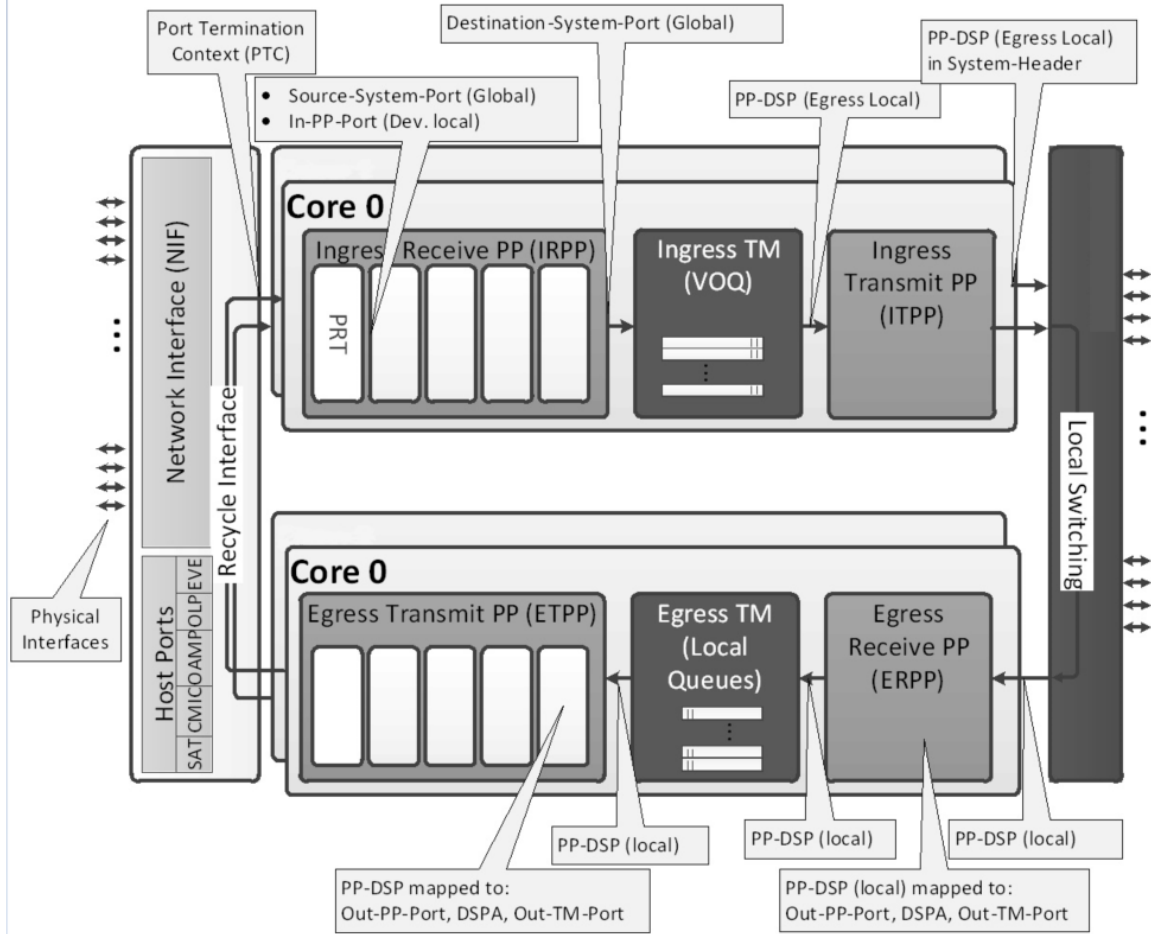 Port Termination
Context (PTC)
Destination-System-Port (Global)
PP-DSP (Egress Local)
in System-Header
• Source-System-Port (Global)
• In-PP-Port (Dev. local)
PP-DSP (Egress Local)
Network Interface (NIF)
Core 0
Ingress Receive PP (IRPP)
PRT
Ingress TM
(VOQ)
Ingress
Transmit PP
(ITPP)
Recycle Interface
Local Switching
Physical
Interfaces
Host Ports
SAT
CMIC
OAMP
OLP
EVE
Core 0
Egress Transmit PP (ETPP)
Egress TM
(Local
Queues)
Egress
Receive PP
(ERPP)
PP-DSP (local)
PP-DSP (local)
PP-DSP (local)
PP-DSP mapped to:
Out-PP-Port, DSPA, Out-TM-Port
PP-DSP (local) mapped to:
Out-PP-Port, DSPA, Out-TM-Port